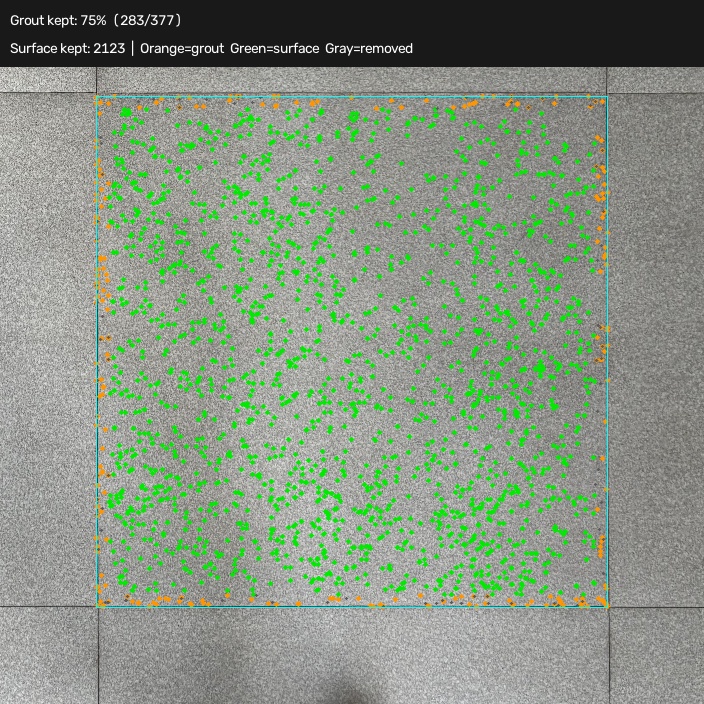 Grout kept: 75%  (283/377)
Surface kept: 2123 | Orange=grout  Green=surface  Gray=removed